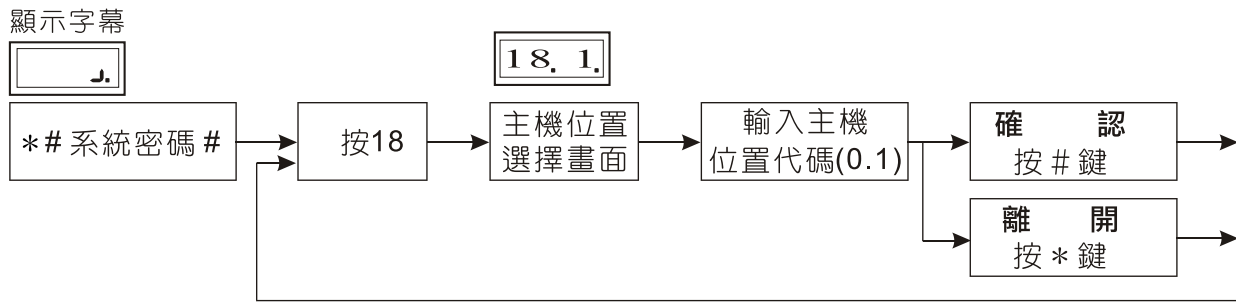 顯示字幕
18. 1.
*#系統密碼#
按18
主機位置
選擇畫面
輸入主機
位置代碼(0.1)
確 認
按#鍵
離 開
按*鍵